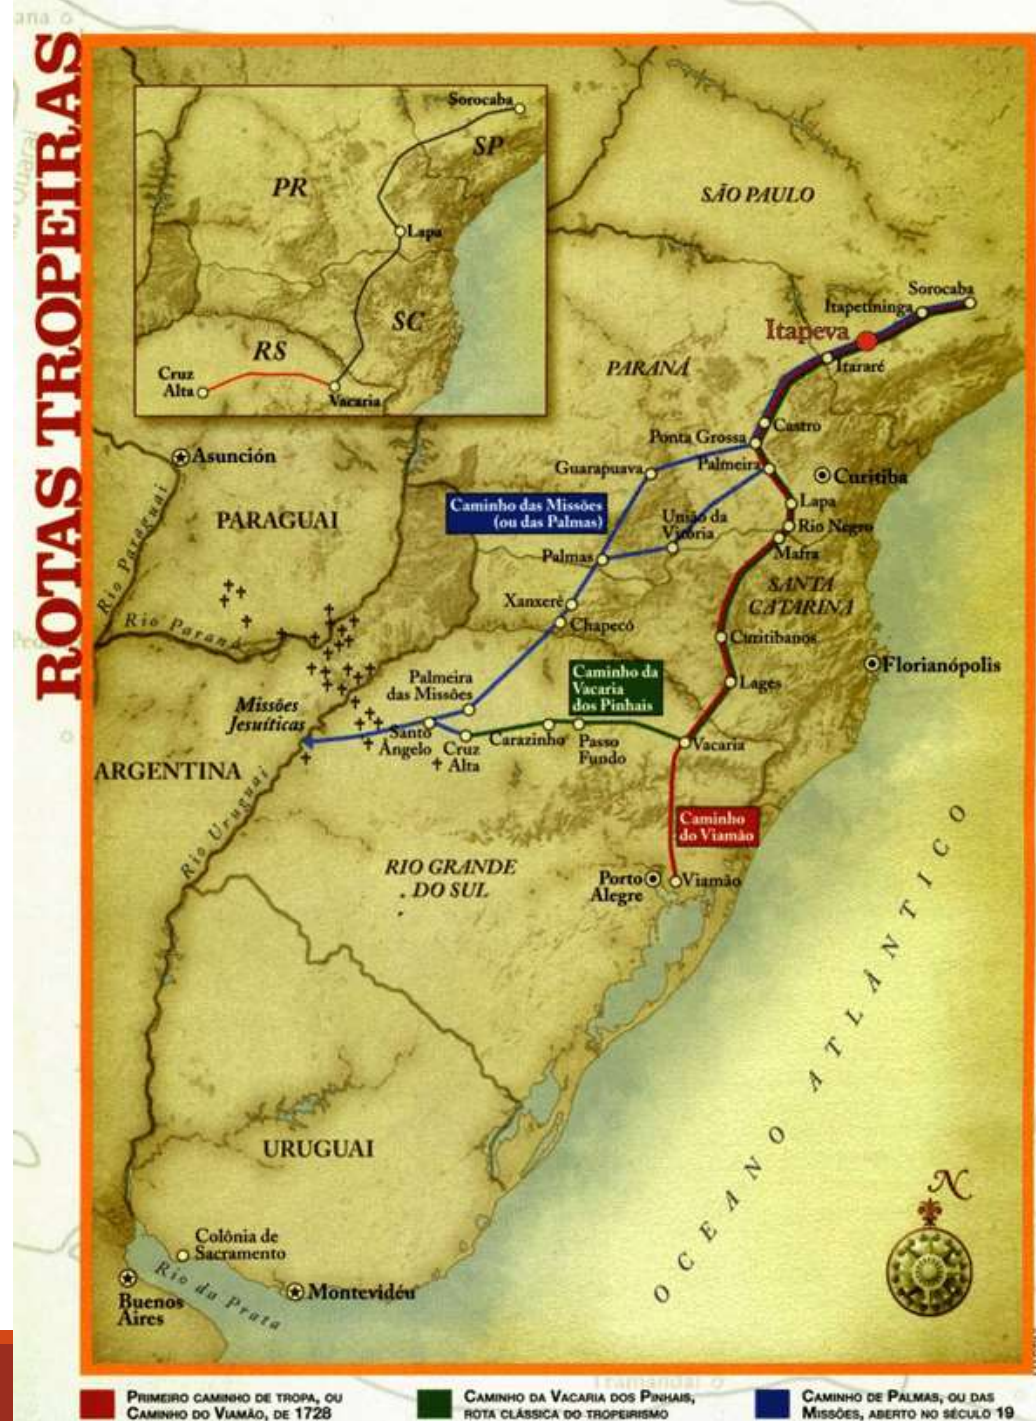 ROTAS TROPEIRAS
Sorocaba
SP
PR
Lapa
SC
RS
Cruz
Alta
Vacaria
SÃO PAULO
Sorocaba
Itapetininga
Itapeva
Itararé
PARANÁ
Castro
Ponta Grossa
Asunción
Guarapuava
Palmeira
Curitiba
Caminho das Missões
(ou das Palmas)
Lapa
PARAGUAI
União da
Vitória
Rio Negro
Mafra
Rio Paraguai
Palmas
SANTA
CATARINA
Xanxerê
Rio Paraná
Chapecó
Curitibanos
Florianópolis
Caminho da
Vacaria
dos Pinhais
Palmeira
das Missões
Lages
Missões
Jesuíticas
Santo
Ângelo
Cruz
Alta
Carazinho
Passo
Fundo
Vacaria
ARGENTINA
Rio Uruguai
Caminho
do Viamão
RIO GRANDE
DO SUL
Porto
Alegre
Viamão
OCEANO ATLÂNTICO
URUGUAI
N
Colônia de
Sacramento
Rio da Prata
Buenos
Aires
Montevidéu
PRIMEIRO CAMINHO DE TROPA, OU
CAMINHO DO VIAMÃO, DE 1728
CAMINHO DA VACARIA DOS PINHAIS,
ROTA CLÁSSICA DO TROPEIRISMO
CAMINHO DE PALMAS, OU DAS
MISSÕES, ABERTO NO SÉCULO 19